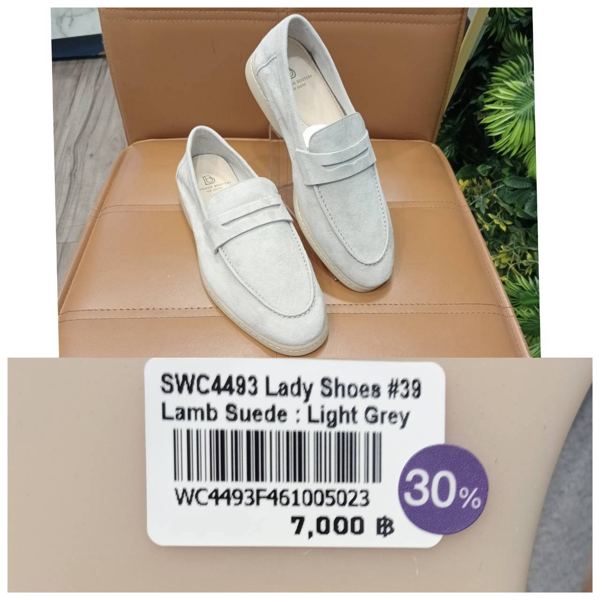 SWC4493 Lady Shoes #39
Lamb Suede : Light Grey
WC4493F461005023
30%
7,000 ฿